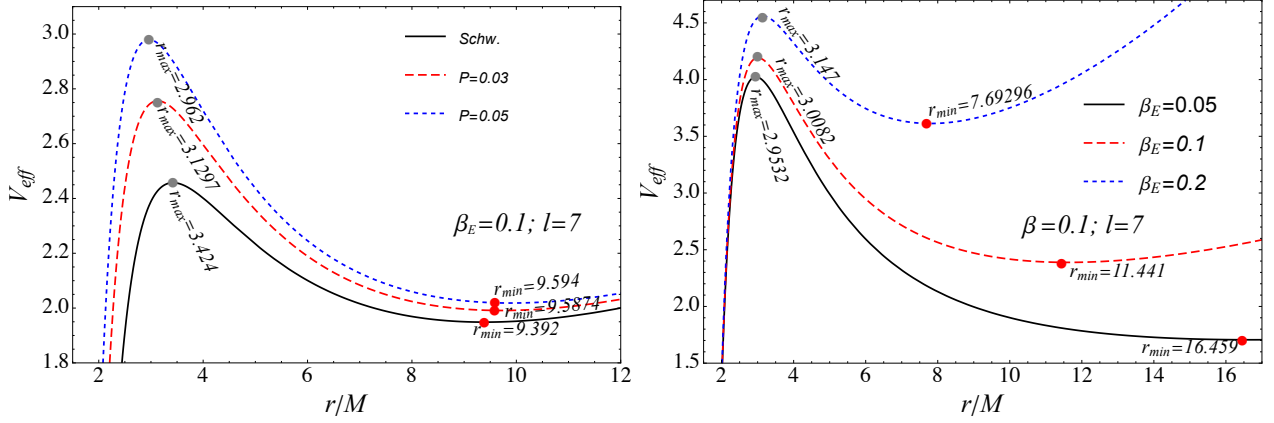 3.0
2.8
2.6
2.4
2.2
2.0
1.8
V_eff
2
4
6
8
10
12
r/M
Schw.
P=0.03
P=0.05
r_max=2.962
r_max=3.1297
r_max=3.424
β_E=0.1; l=7
r_min=9.594
r_min=9.5874
r_min=9.392
4.5
4.0
3.5
3.0
2.5
2.0
1.5
V_eff
2
4
6
8
10
12
14
16
r/M
r_max=3.147
r_max=3.0082
r_max=2.9532
r_min=7.69296
β_E=0.05
β_E=0.1
β_E=0.2
β=0.1; l=7
r_min=11.441
r_min=16.459